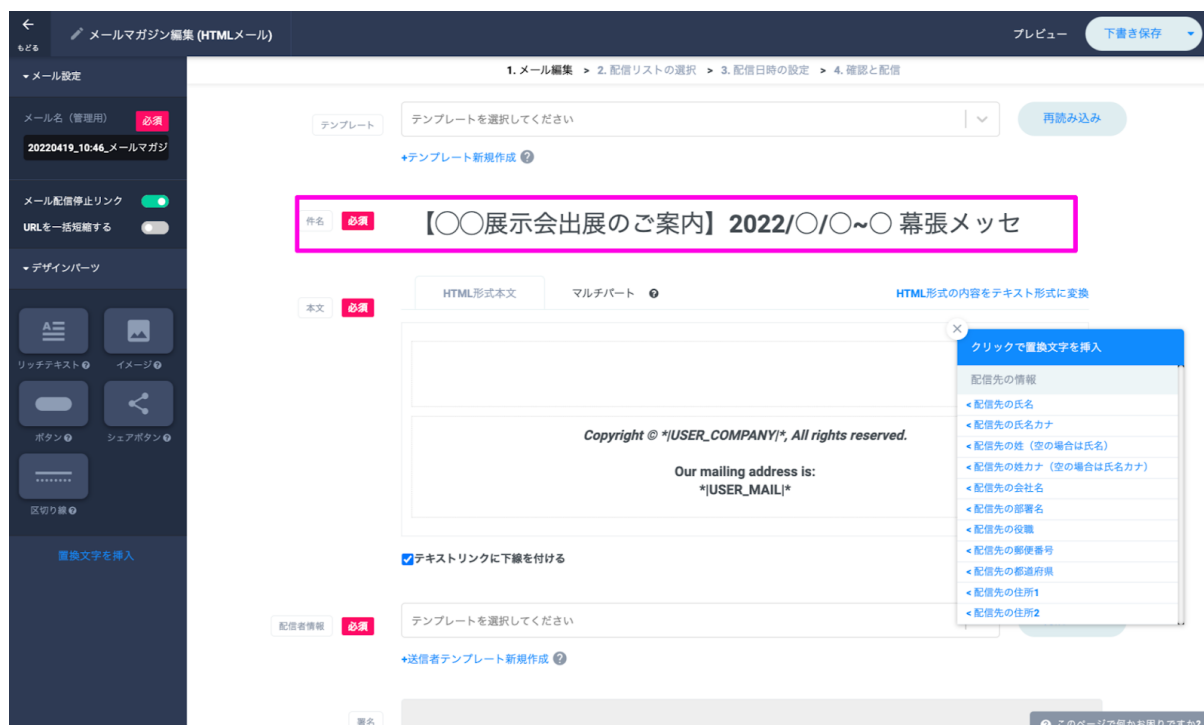 もどる
メールマガジン編集 (HTMLメール)
プレビュー
下書き保存
メール設定
1. メール編集 > 2. 配信リストの選択 > 3. 配信日時の設定 > 4. 確認と配信
メール名（管理用） 必須
20220419_10:46_メールマガジ
テンプレート
テンプレートを選択してください
再読み込み
+テンプレート新規作成 ?
メール配信停止リンク
URLを一括短縮する
件名 必須
【〇〇展示会出展のご案内】2022/〇/〇~〇 幕張メッセ
デザインパーツ
リッチテキスト ?
イメージ ?
ボタン ?
シェアボタン ?
区切り線 ?
置換文字を挿入
本文 必須
HTML形式本文
マルチパート ?
HTML形式の内容をテキスト形式に変換
Copyright © *|USER_COMPANY|*, All rights reserved.
Our mailing address is:
*|USER_MAIL|*
クリックで置換文字を挿入
配信先の情報
< 配信先の氏名
< 配信先の氏名カナ
< 配信先の姓（空の場合は氏名）
< 配信先の姓カナ（空の場合は氏名カナ）
< 配信先の会社名
< 配信先の部署名
< 配信先の役職
< 配信先の郵便番号
< 配信先の都道府県
< 配信先の住所1
< 配信先の住所2
テキストリンクに下線を付ける
配信者情報 必須
テンプレートを選択してください
+送信者テンプレート新規作成 ?
署名
? このページで何かお困りですか?